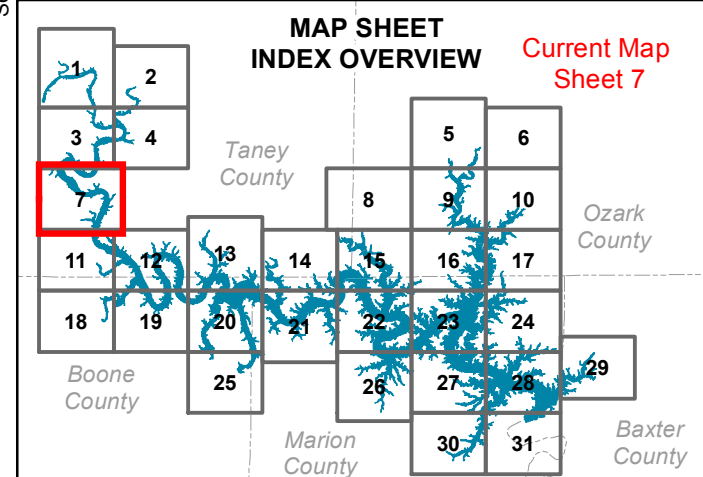 MAP SHEET
INDEX OVERVIEW
Current Map
Sheet 7
1
2
3
4
5
6
Taney
County
7
8
9
10
Ozark
County
11
12
13
14
15
16
17
18
19
20
21
22
23
24
Boone
County
25
26
27
28
29
Marion
County
30
31
Baxter
County